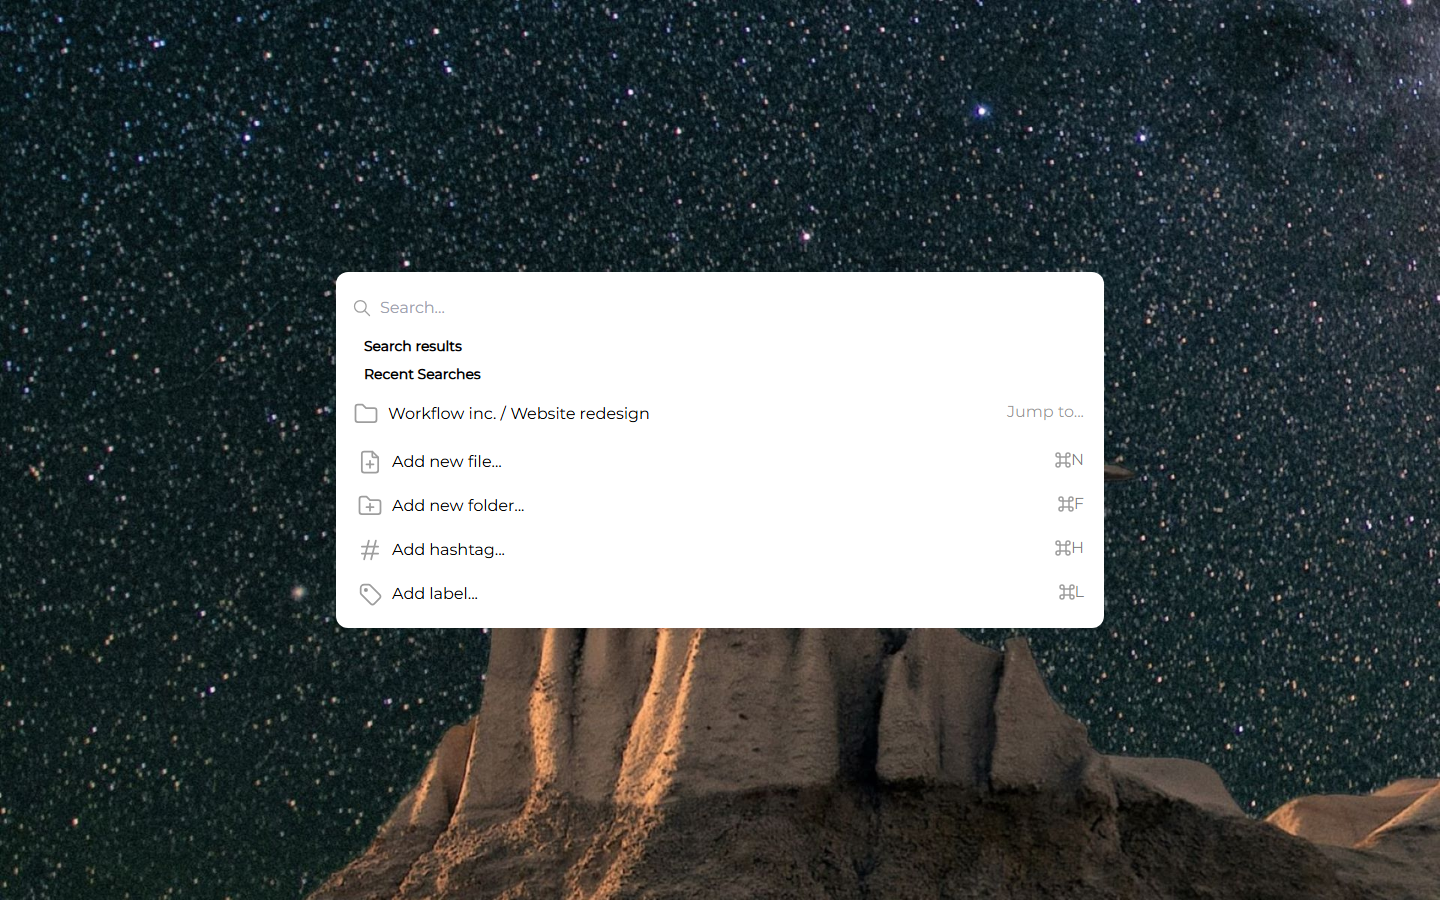 Search...
Search results
Recent Searches
Workflow inc. / Website redesign Jump to...
Add new file... ⌘N
Add new folder... ⌘F
Add hashtag... ⌘H
Add label... ⌘L